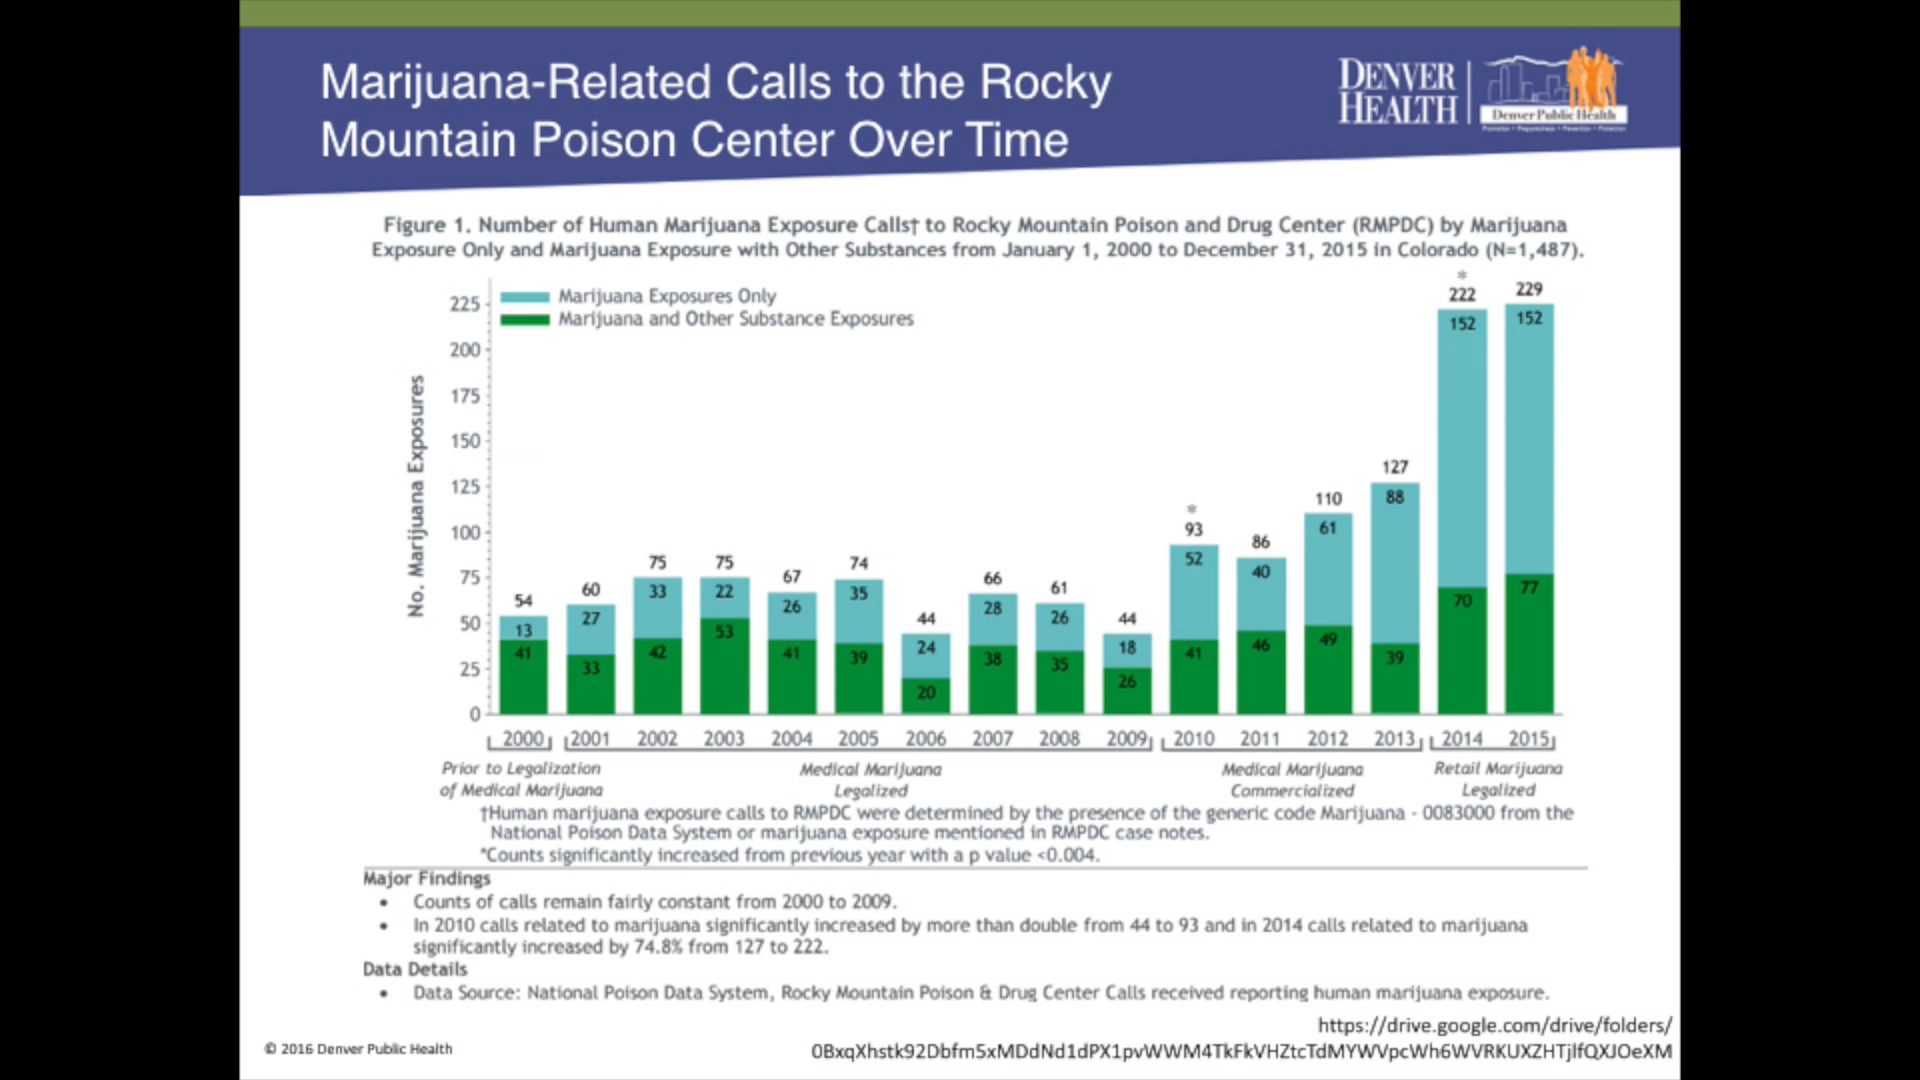 Marijuana-Related Calls to the Rocky
Mountain Poison Center Over Time
DENVER
HEALTH
Denver Public Health
Promotion • Preparedness • Prevention • Protection
Figure 1. Number of Human Marijuana Exposure Calls† to Rocky Mountain Poison and Drug Center (RMPDC) by Marijuana
Exposure Only and Marijuana Exposure with Other Substances from January 1, 2000 to December 31, 2015 in Colorado (N=1,487).
Marijuana Exposures Only
Marijuana and Other Substance Exposures
No. Marijuana Exposures
225
200
175
150
125
100
75
50
25
0
54 60 75 75 67 74 44 66 61 44 * 93 86 110 127 * 222 229
13 27 33 22 26 35 24 28 26 18 52 40 61 88 152 152
41 33 42 53 41 39 20 38 35 26 41 46 49 39 70 77
2000 2001 2002 2003 2004 2005 2006 2007 2008 2009 2010 2011 2012 2013 2014 2015
Prior to Legalization
of Medical Marijuana
Medical Marijuana
Legalized
Medical Marijuana
Commercialized
Retail Marijuana
Legalized
†Human marijuana exposure calls to RMPDC were determined by the presence of the generic code Marijuana - 0083000 from the
National Poison Data System or marijuana exposure mentioned in RMPDC case notes.
*Counts significantly increased from previous year with a p value <0.004.
Major Findings
• Counts of calls remain fairly constant from 2000 to 2009.
• In 2010 calls related to marijuana significantly increased by more than double from 44 to 93 and in 2014 calls related to marijuana
significantly increased by 74.8% from 127 to 222.
Data Details
• Data Source: National Poison Data System, Rocky Mountain Poison & Drug Center Calls received reporting human marijuana exposure.
https://drive.google.com/drive/folders/
0BxqXhstk92Dbfm5xMDdNd1dPX1pvWWM4TkFkVHZtcTdMYWVpcWh6WVRKUXZHTjlfQXJOeXM
© 2016 Denver Public Health